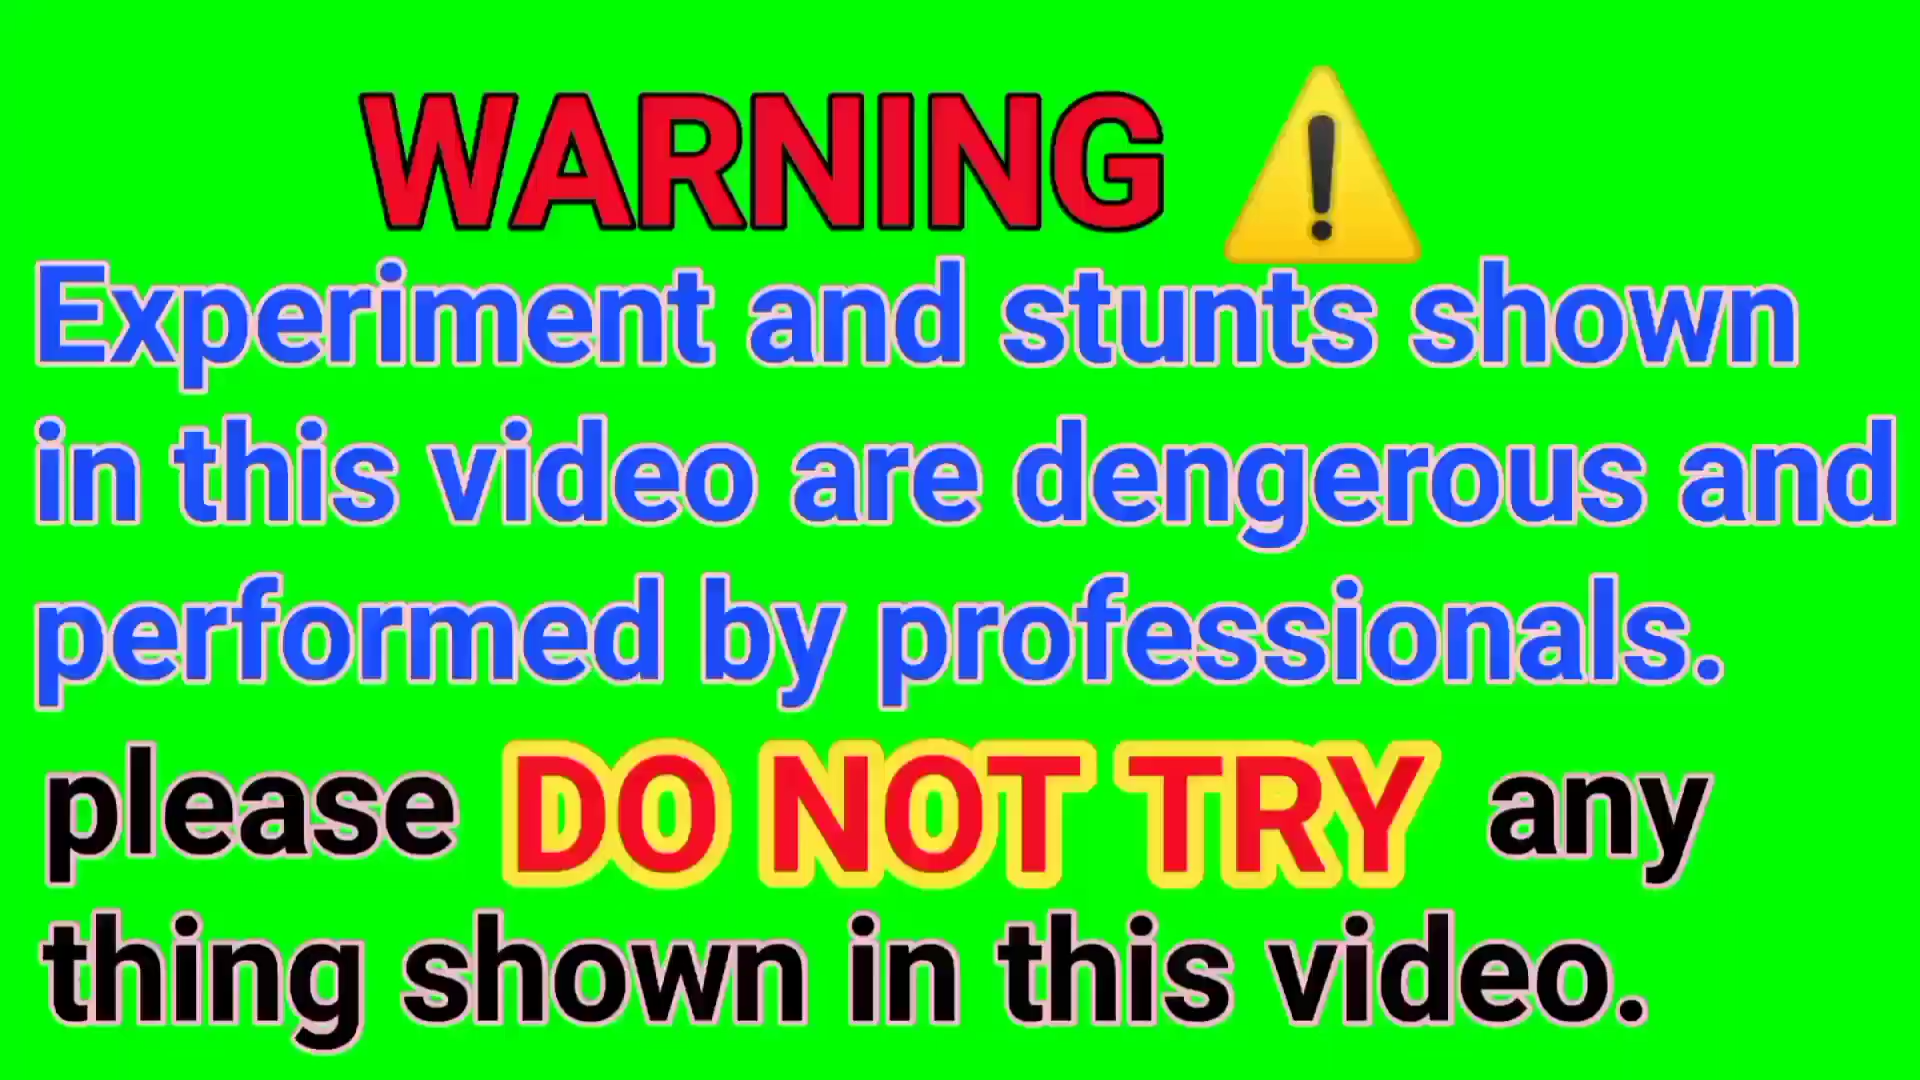 WARNING ⚠️
Experiment and stunts shown
in this video are dengerous and
performed by professionals.
please DO NOT TRY any
thing shown in this video.